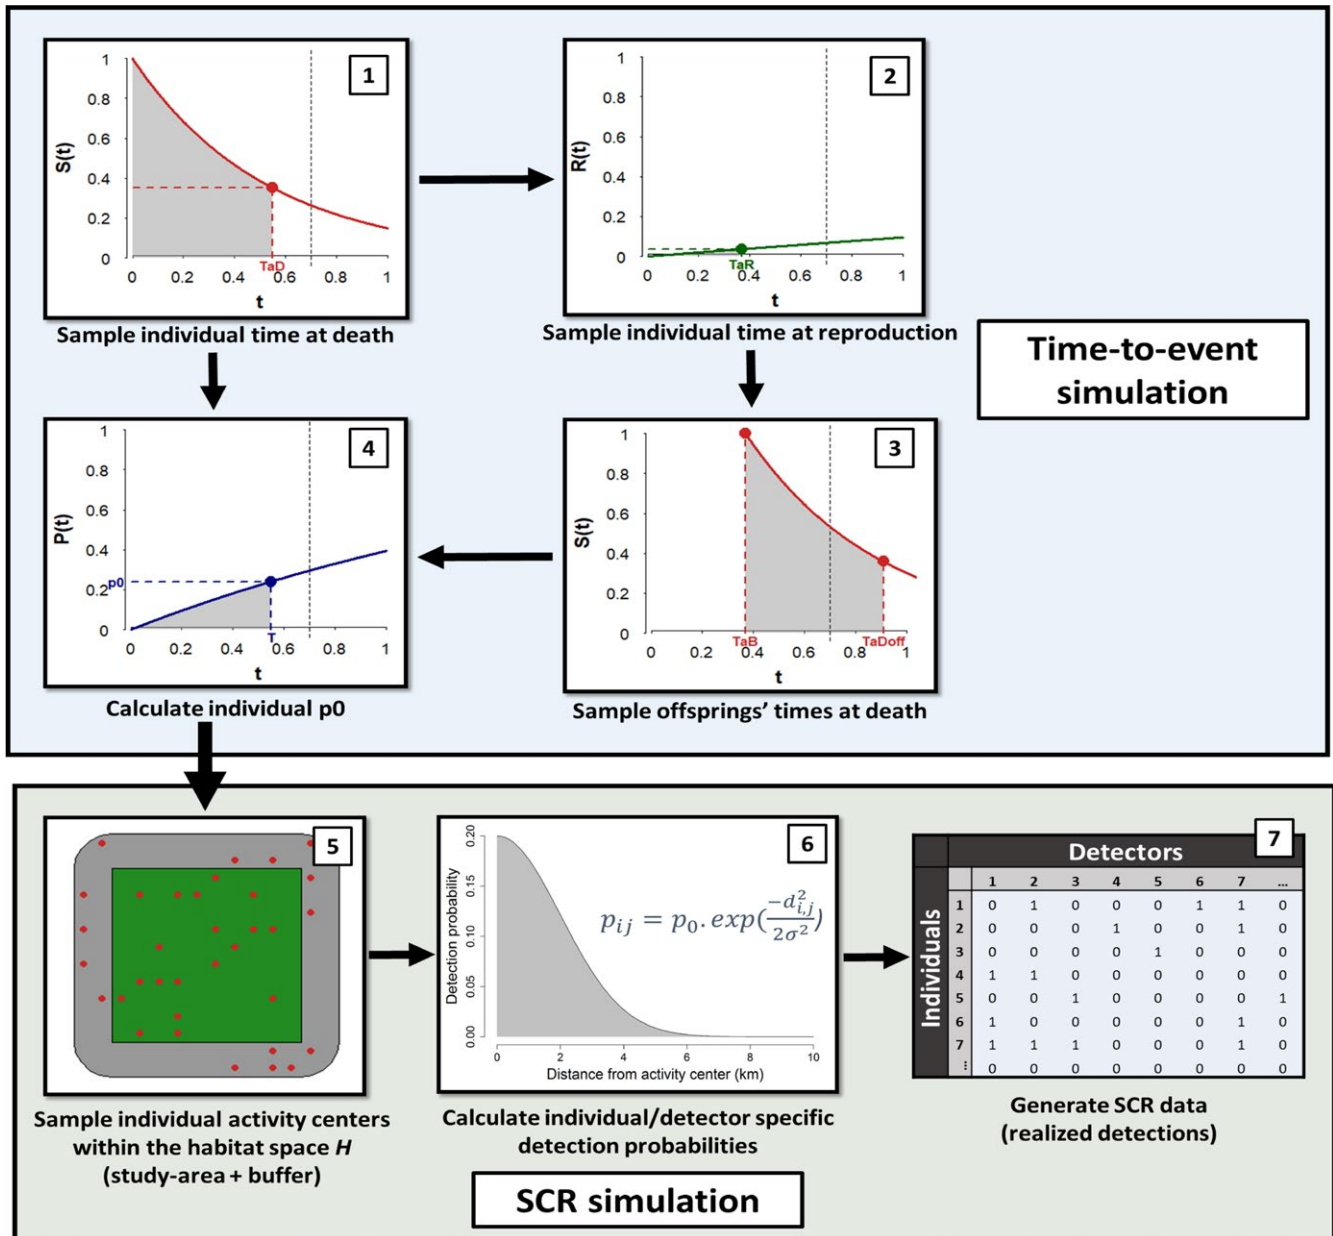 1
S(t)
1
0.8
0.6
0.4
0.2
0
TaD
0 0.2 0.4 0.6 0.8 1
t
Sample individual time at death
2
R(t)
1
0.8
0.6
0.4
0.2
0
TaR
0 0.2 0.4 0.6 0.8 1
t
Sample individual time at reproduction
Time-to-event
simulation
4
P(t)
1
0.8
0.6
0.4
p0
0.2
0
T
0 0.2 0.4 0.6 0.8 1
t
Calculate individual p0
3
S(t)
1
0.8
0.6
0.4
0.2
0
TaB TaDoff
0 0.2 0.4 0.6 0.8 1
t
Sample offsprings’ times at death
5
Sample individual activity centers
within the habitat space H
(study-area + buffer)
6
Detection probability
0.20
0.15
0.10
0.05
0.00
p_{ij} = p_0 . exp(\frac{-d_{i,j}^2}{2σ^2})
0 2 4 6 8 10
Distance from activity center (km)
Calculate individual/detector specific
detection probabilities
7
Detectors
Individuals
1 2 3 4 5 6 7 ...
1 0 1 0 0 0 1 1 0
2 0 0 0 1 0 0 1 0
3 0 0 0 0 1 0 0 0
4 1 1 0 0 0 0 0 0
5 0 0 1 0 0 0 0 1
6 1 0 0 0 0 0 1 0
7 1 1 1 0 0 0 1 0
⋮ 0 0 0 0 0 0 0 0
Generate SCR data
(realized detections)
SCR simulation